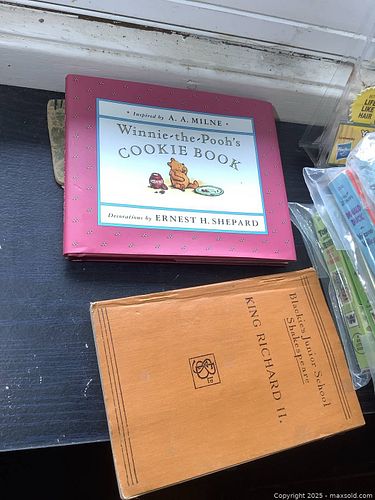 Inspired by A. A. MILNE
Winnie-the-Pooh's
COOKIE BOOK
Decorations by ERNEST H. SHEPARD
Blackie's Junior School
Shakespeare
KING RICHARD II.
LIFE
LIKE
HAIR
Copyright 2025 - maxsold.com